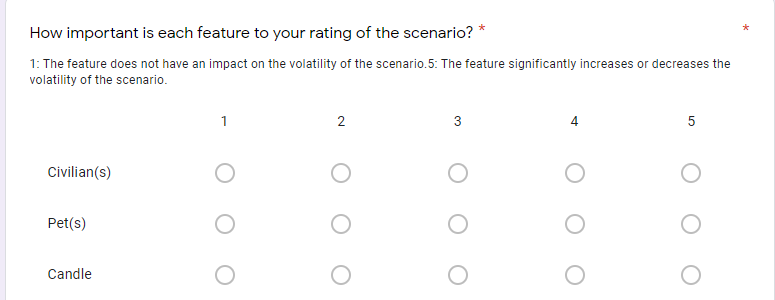 How important is each feature to your rating of the scenario? * *
1: The feature does not have an impact on the volatility of the scenario.5: The feature significantly increases or decreases the
volatility of the scenario.
1 2 3 4 5
Civilian(s)
Pet(s)
Candle